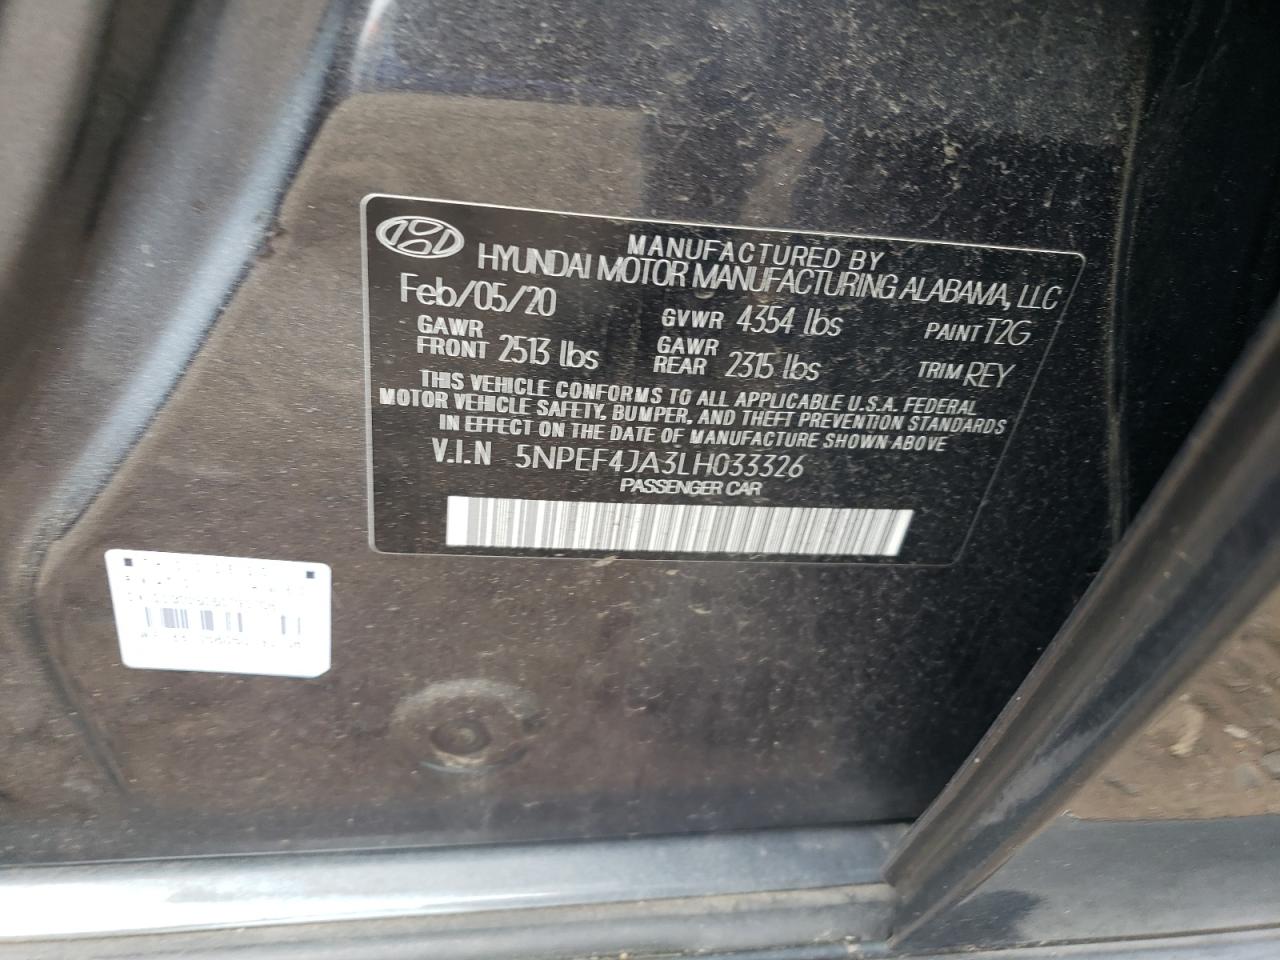 MANUFACTURED BY
HYUNDAI MOTOR MANUFACTURING ALABAMA, LLC
Feb/05/20 GVWR 4354 lbs PAINT T2G
GAWR FRONT 2513 lbs GAWR REAR 2315 lbs TRIM REY
THIS VEHICLE CONFORMS TO ALL APPLICABLE U.S.A. FEDERAL
MOTOR VEHICLE SAFETY, BUMPER, AND THEFT PREVENTION STANDARDS
IN EFFECT ON THE DATE OF MANUFACTURE SHOWN ABOVE
V.I.N 5NPEF4JA3LH033326
PASSENGER CAR